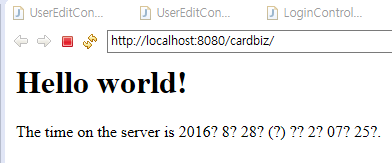 UserEditCon... UserEditCon... LoginControl...
http://localhost:8080/cardbiz/
Hello world!
The time on the server is 2016? 8? 28? (?) ?? 2? 07? 25?.